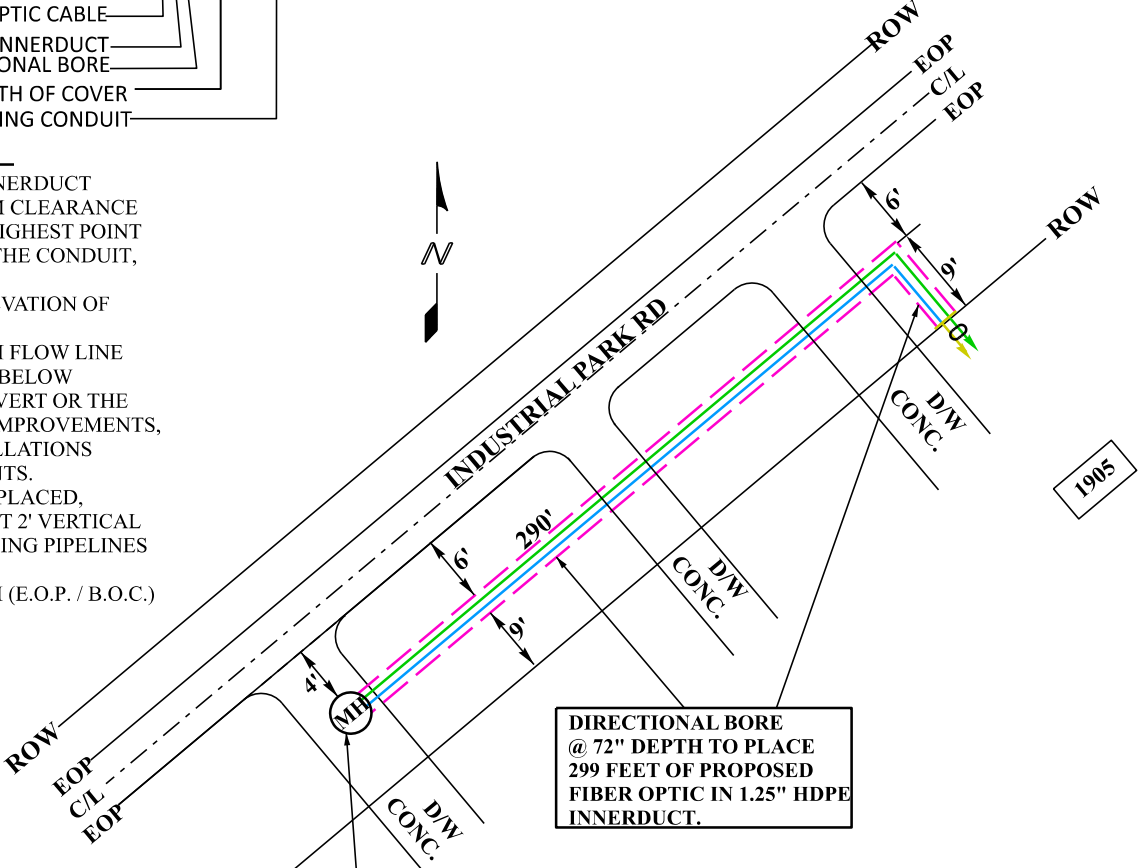 PTIC CABLE
NNERDUCT
ONAL BORE
TH OF COVER
ING CONDUIT
NERDUCT
M CLEARANCE
IGHEST POINT
THE CONDUIT,
VATION OF
H FLOW LINE
BELOW
VERT OR THE
MPROVEMENTS,
LLATIONS
NTS.
PLACED,
T 2' VERTICAL
ING PIPELINES
(E.O.P. / B.O.C.)
N
ROW
EOP
C/L
EOP
ROW
6'
9'
INDUSTRIAL PARK RD
D/W
CONC.
1905
290'
6'
9'
D/W
CONC.
4'
MH
ROW
EOP
C/L
EOP
D/W
CONC.
DIRECTIONAL BORE
@ 72" DEPTH TO PLACE
299 FEET OF PROPOSED
FIBER OPTIC IN 1.25" HDPE
INNERDUCT.